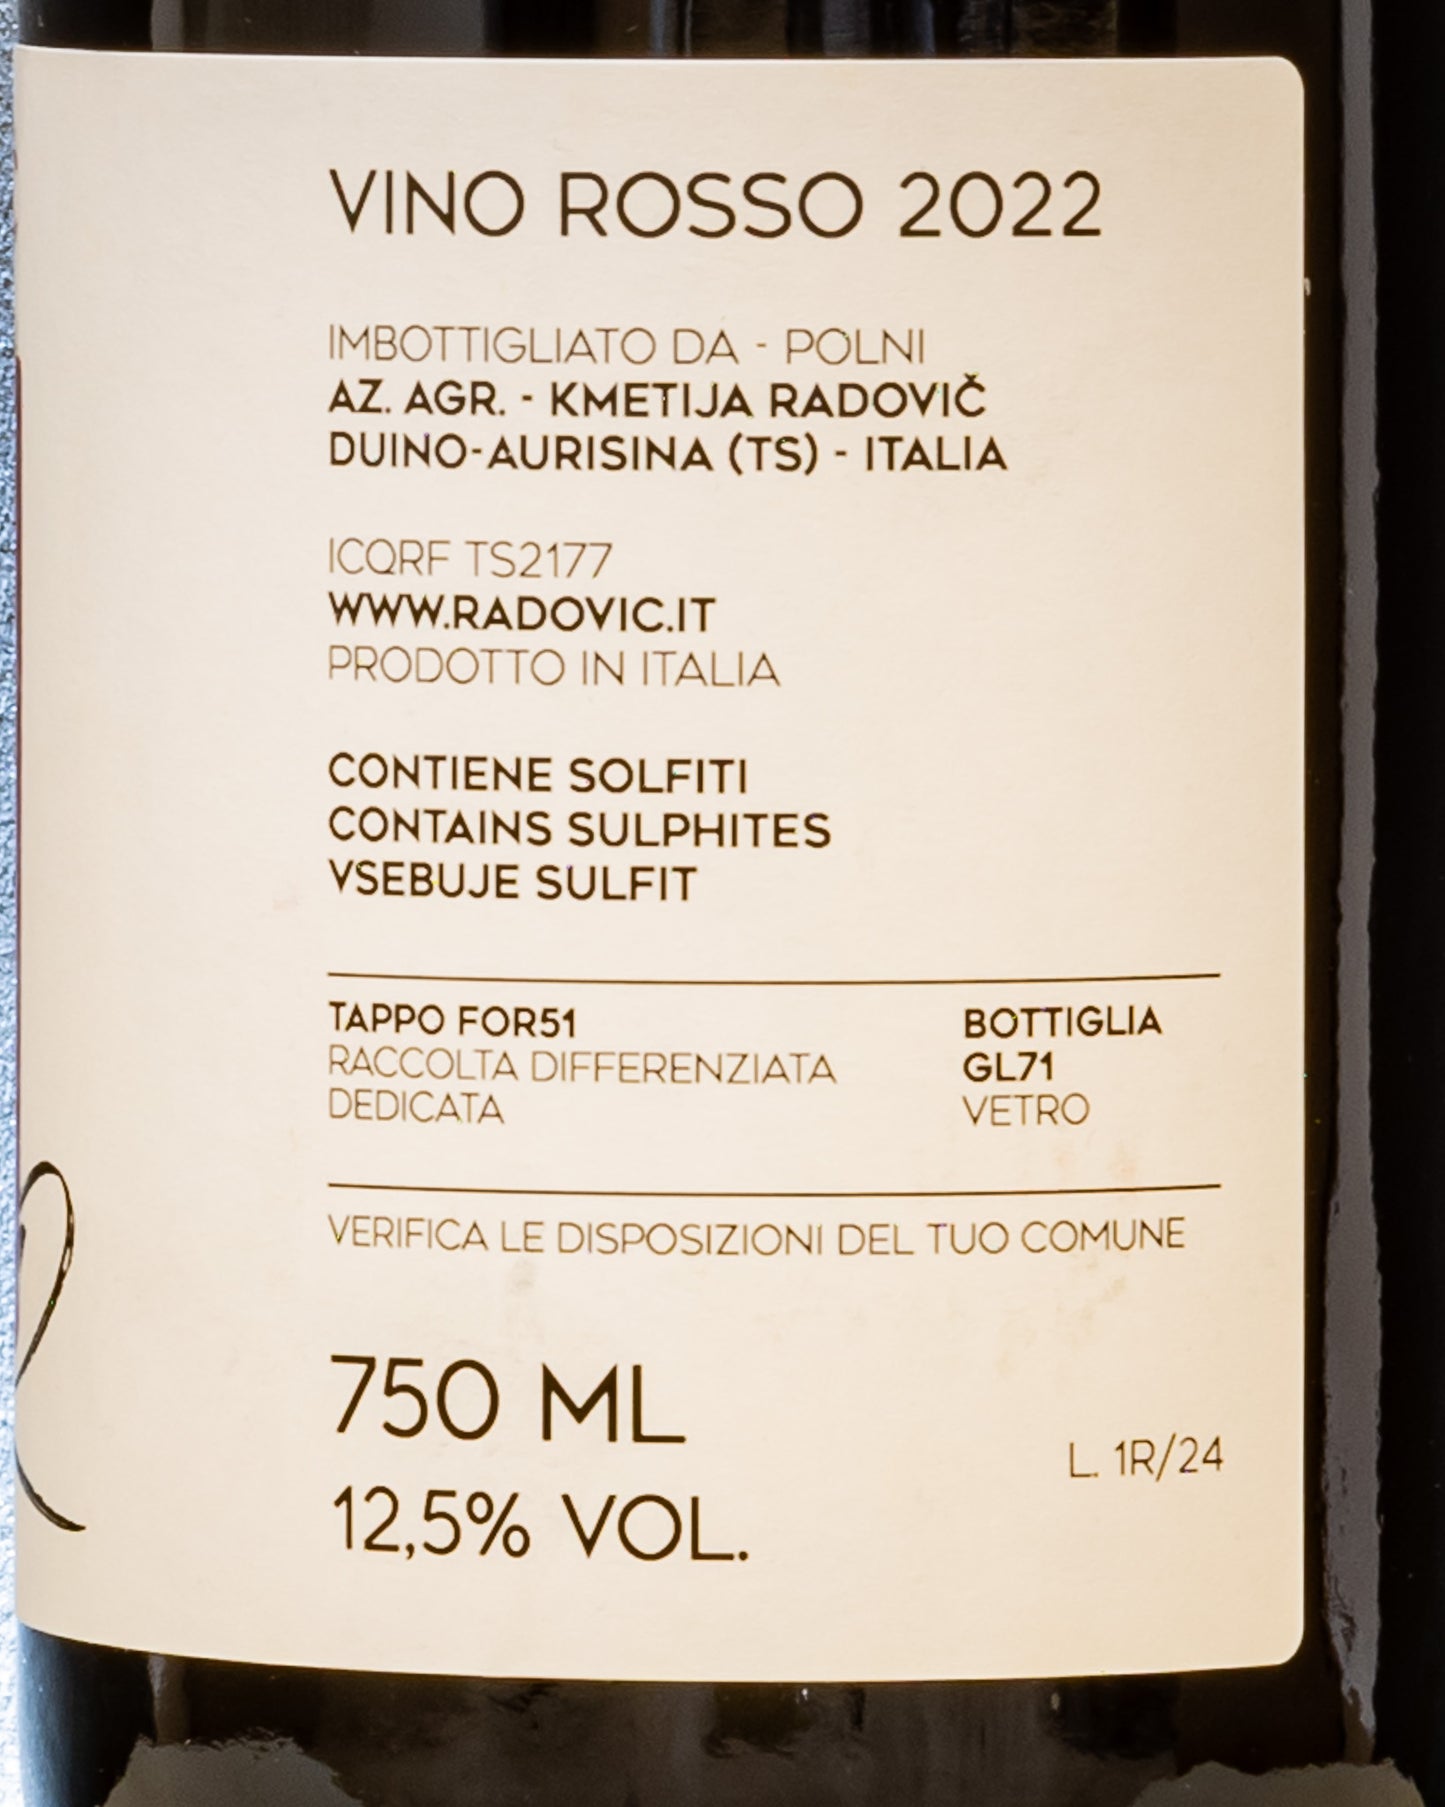 VINO ROSSO 2022
IMBOTTIGLIATO DA - POLNI
AZ. AGR. - KMETIJA RADOVIČ
DUINO-AURISINA (TS) - ITALIA
ICQRF TS2177
WWW.RADOVIC.IT
PRODOTTO IN ITALIA
CONTIENE SOLFITI
CONTAINS SULPHITES
VSEBUJE SULFIT
TAPPO FOR51
RACCOLTA DIFFERENZIATA
DEDICATA
BOTTIGLIA
GL71
VETRO
VERIFICA LE DISPOSIZIONI DEL TUO COMUNE
750 ML
12,5% VOL.
L. 1R/24